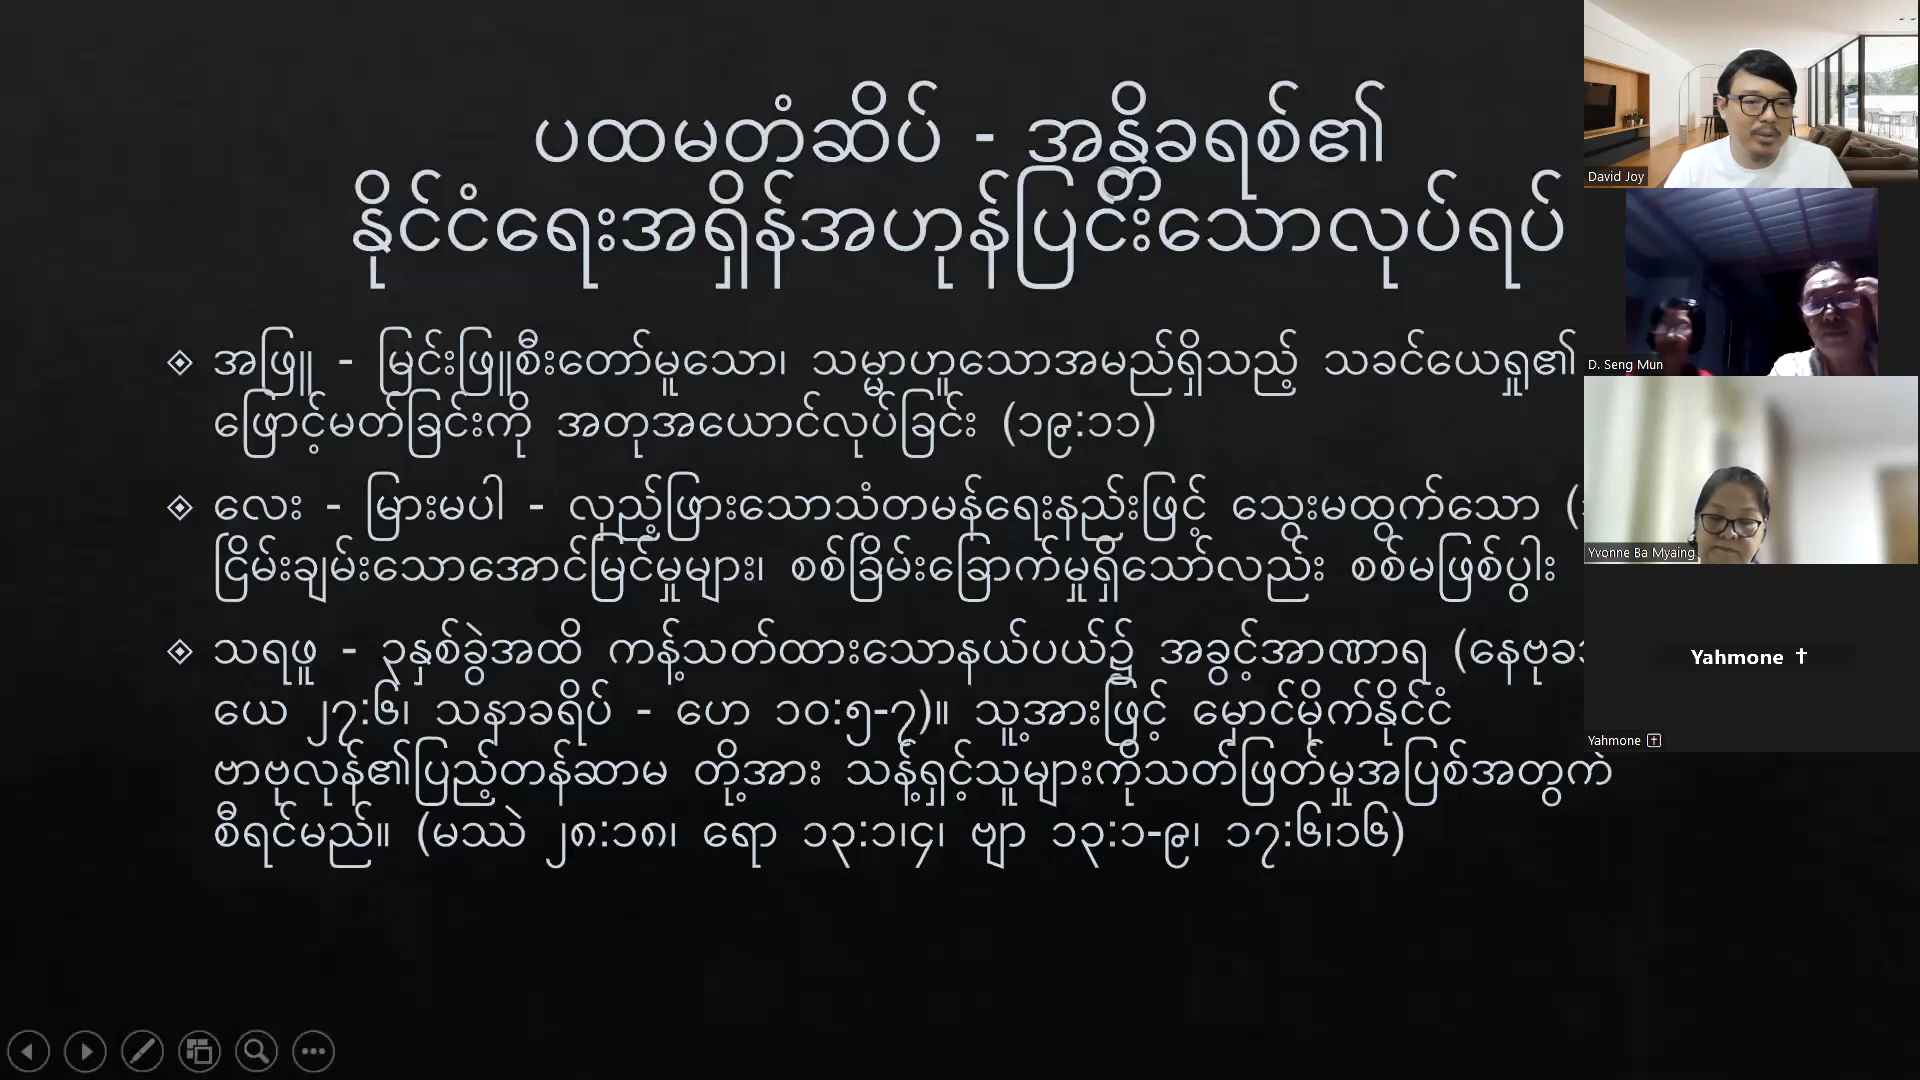 ပထမတံဆိပ် - အန္တိခရစ်၏
နိုင်ငံရေးအရှိန်အဟုန်ပြင်းသောလုပ်ရပ်
အဖြူ - မြင်းဖြူစီးတော်မူသော၊ သမ္မာဟူသောအမည်ရှိသည့် သခင်ယေရှု၏
ဖြောင့်မတ်ခြင်းကို အတုအယောင်လုပ်ခြင်း (၁၉:၁၁)
လေး - မြားမပါ - လှည့်ဖြားသောသံတမန်ရေးနည်းဖြင့် သွေးမထွက်သော
ငြိမ်းချမ်းသောအောင်မြင်မှုများ၊ စစ်ခြိမ်းခြောက်မှုရှိသော်လည်း စစ်မဖြစ်ပွါး
သရဖူ - ၃နှစ်ခွဲအထိ ကန့်သတ်ထားသောနယ်ပယ်၌ အခွင့်အာဏာရ
ယေ ၂၇:၆၊ သနာခရိပ် - ဟေ ၁၀:၅-၇)။ သူ့အားဖြင့် မှောင်မိုက်နိုင်ငံ
ဗာဗုလုန်၏ပြည့်တန်ဆာမ တို့အား သန့်ရှင့်သူများကိုသတ်ဖြတ်မှုအပြစ်အတွက်
စီရင်မည်။ (မဿဲ ၂၈:၁၈၊ ရော ၁၃:၁၊၄၊ ဗျာ ၁၃:၁-၉၊ ၁၇:၆၊၁၆)
David Joy
D. Seng Mun
Yvonne Ba Myaing
Yahmone ✝
Yahmone ✝